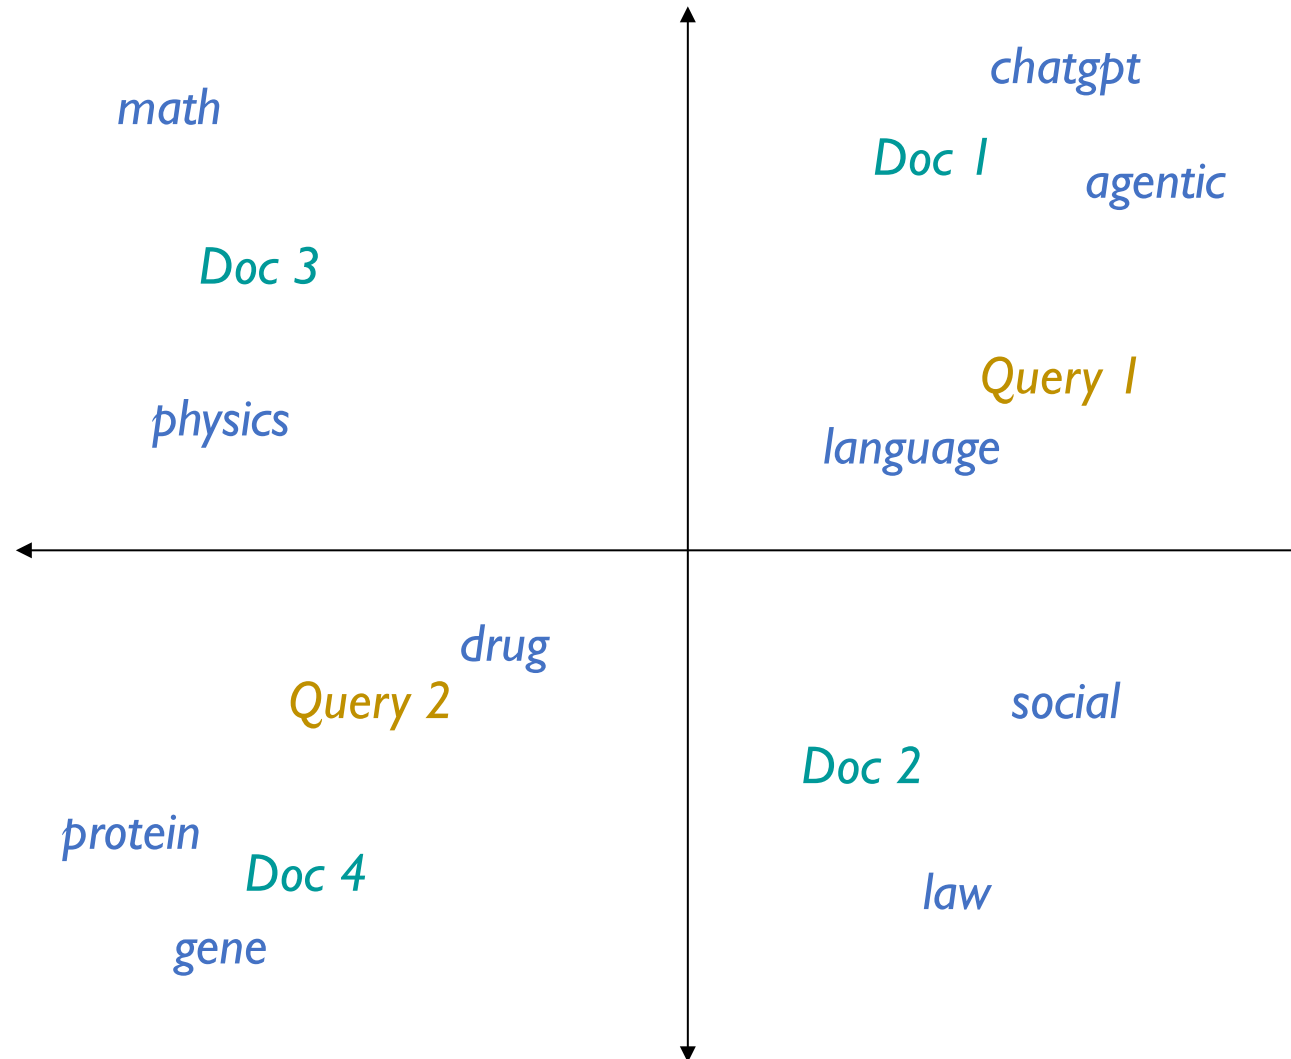 chatgpt
math
Doc 1
agentic
Doc 3
Query 1
physics
language
drug
Query 2
social
Doc 2
protein
Doc 4
law
gene